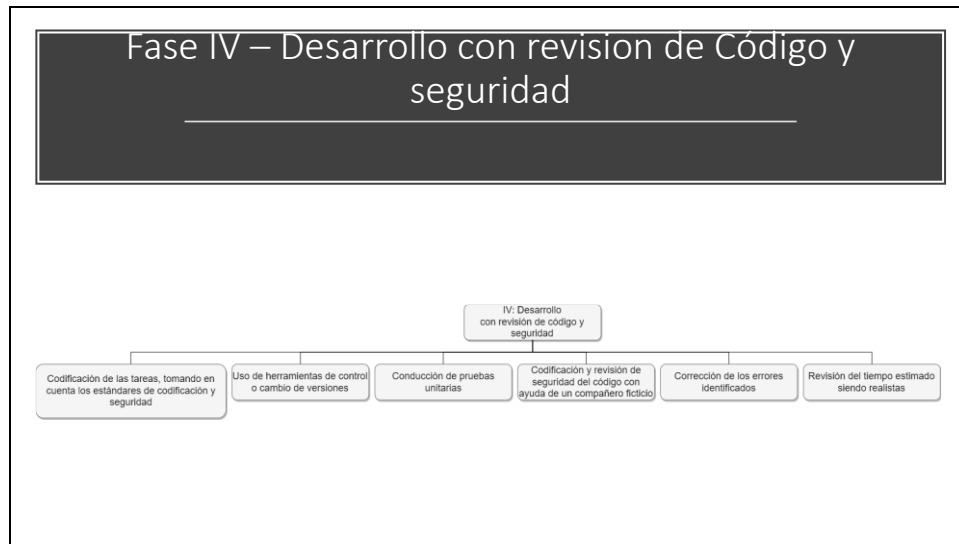 Fase IV – Desarrollo con revision de Código y
seguridad
IV: Desarrollo
con revisión de código y
seguridad
Codificación de las tareas, tomando en
cuenta los estándares de codificación y
seguridad
Uso de herramientas de control
o cambio de versiones
Conducción de pruebas
unitarias
Codificación y revisión de
seguridad del código con
ayuda de un compañero ficticio
Corrección de los errores
identificados
Revisión del tiempo estimado
siendo realistas